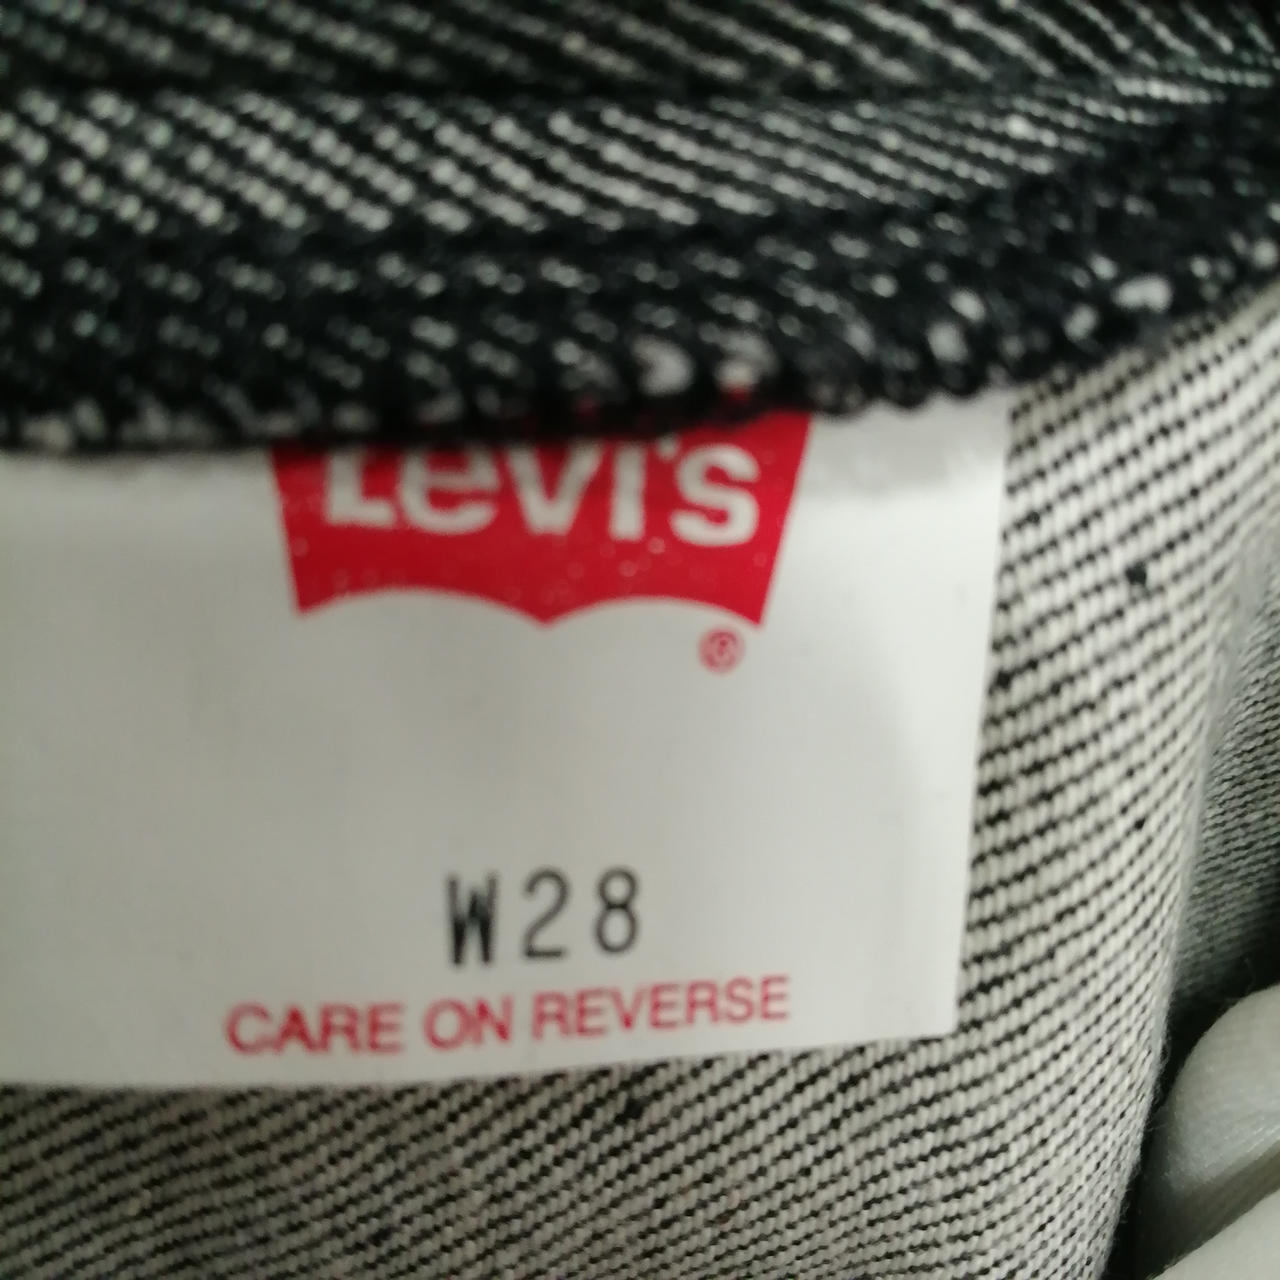 Levi's
®
W28
CARE ON REVERSE